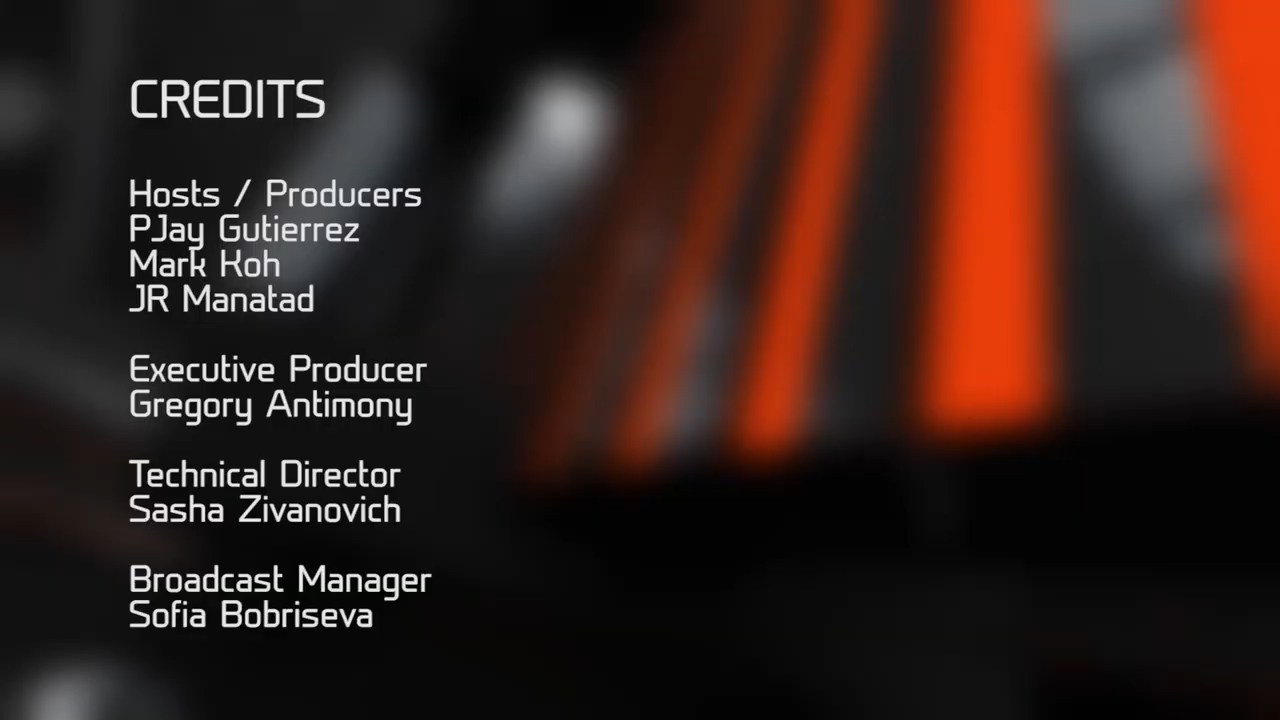 CREDITS
Hosts / Producers
PJay Gutierrez
Mark Koh
JR Manatad
Executive Producer
Gregory Antimony
Technical Director
Sasha Zivanovich
Broadcast Manager
Sofia Bobriseva